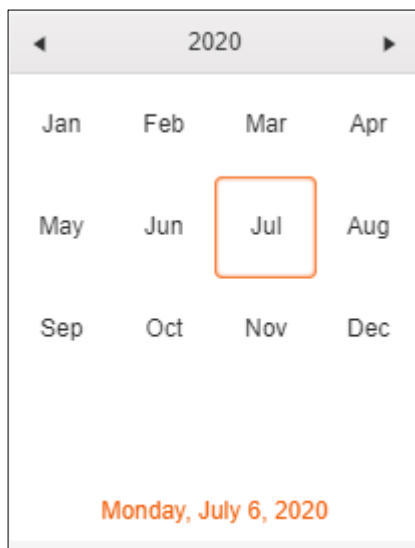 2020
Jan Feb Mar Apr
May Jun Jul Aug
Sep Oct Nov Dec
Monday, July 6, 2020